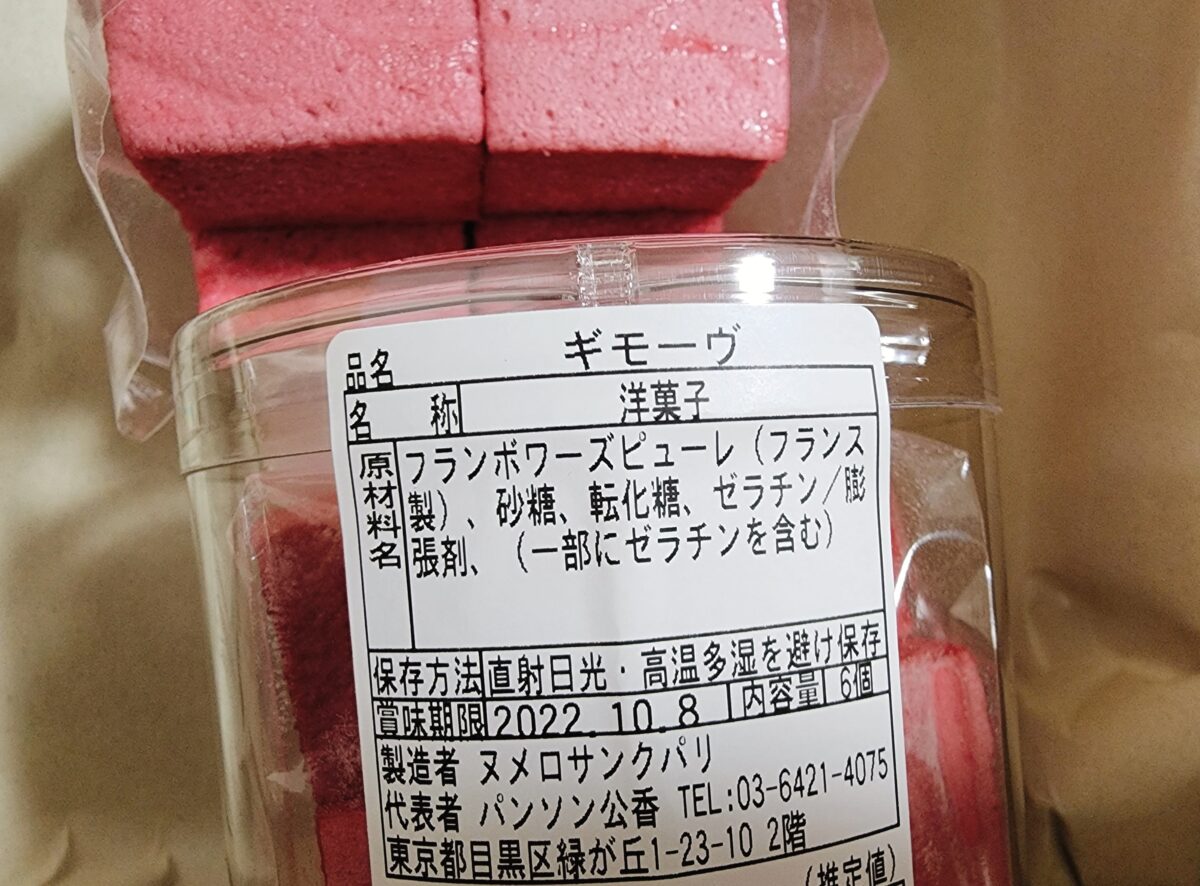 品名 ギモーヴ
名称 洋菓子
原材料名 フランボワーズピューレ（フランス
製）、砂糖、転化糖、ゼラチン／膨
張剤、（一部にゼラチンを含む）
保存方法 直射日光・高温多湿を避け保存
賞味期限 2022.10.8 内容量 6個
製造者 ヌメロサンクパリ
代表者 パンソン公香 TEL:03-6421-4075
東京都目黒区緑が丘1-23-10 2階
（推定値）